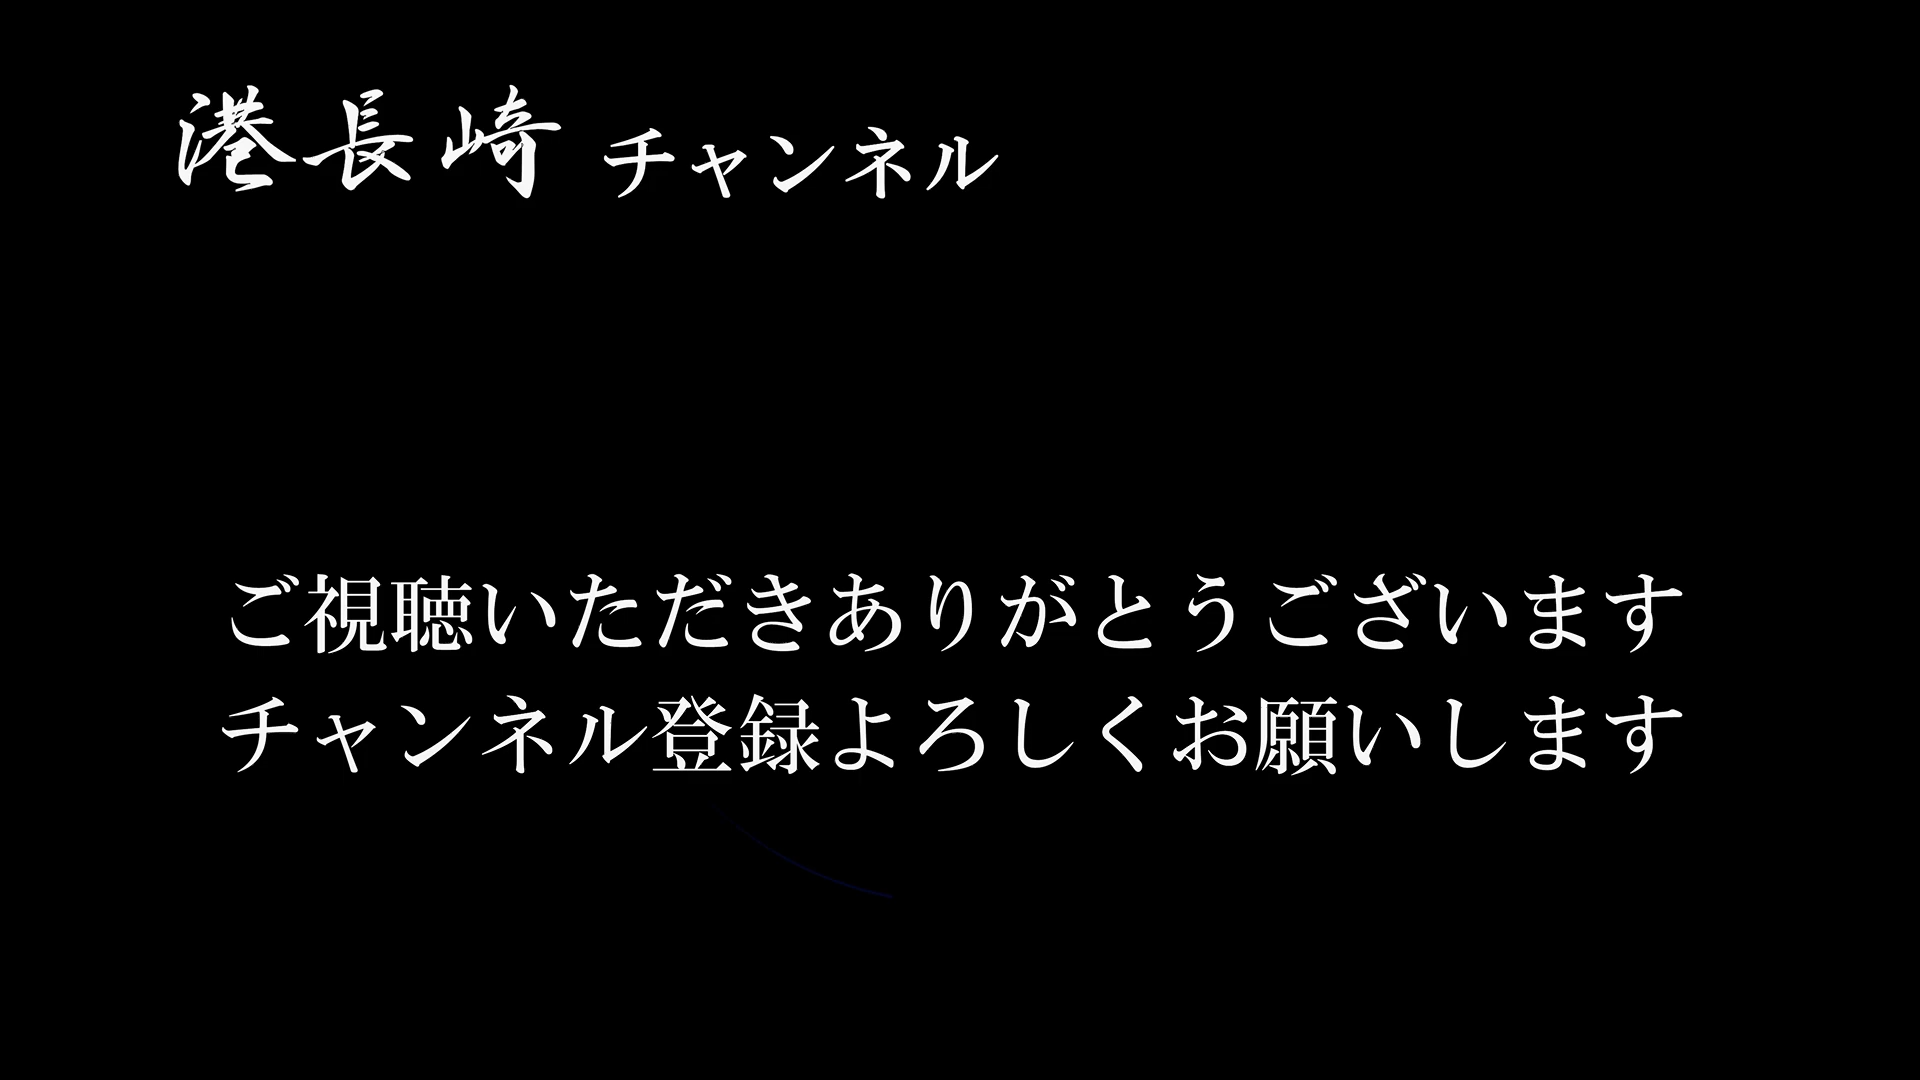 港長崎 チャンネル
ご視聴いただきありがとうございます
チャンネル登録よろしくお願いします